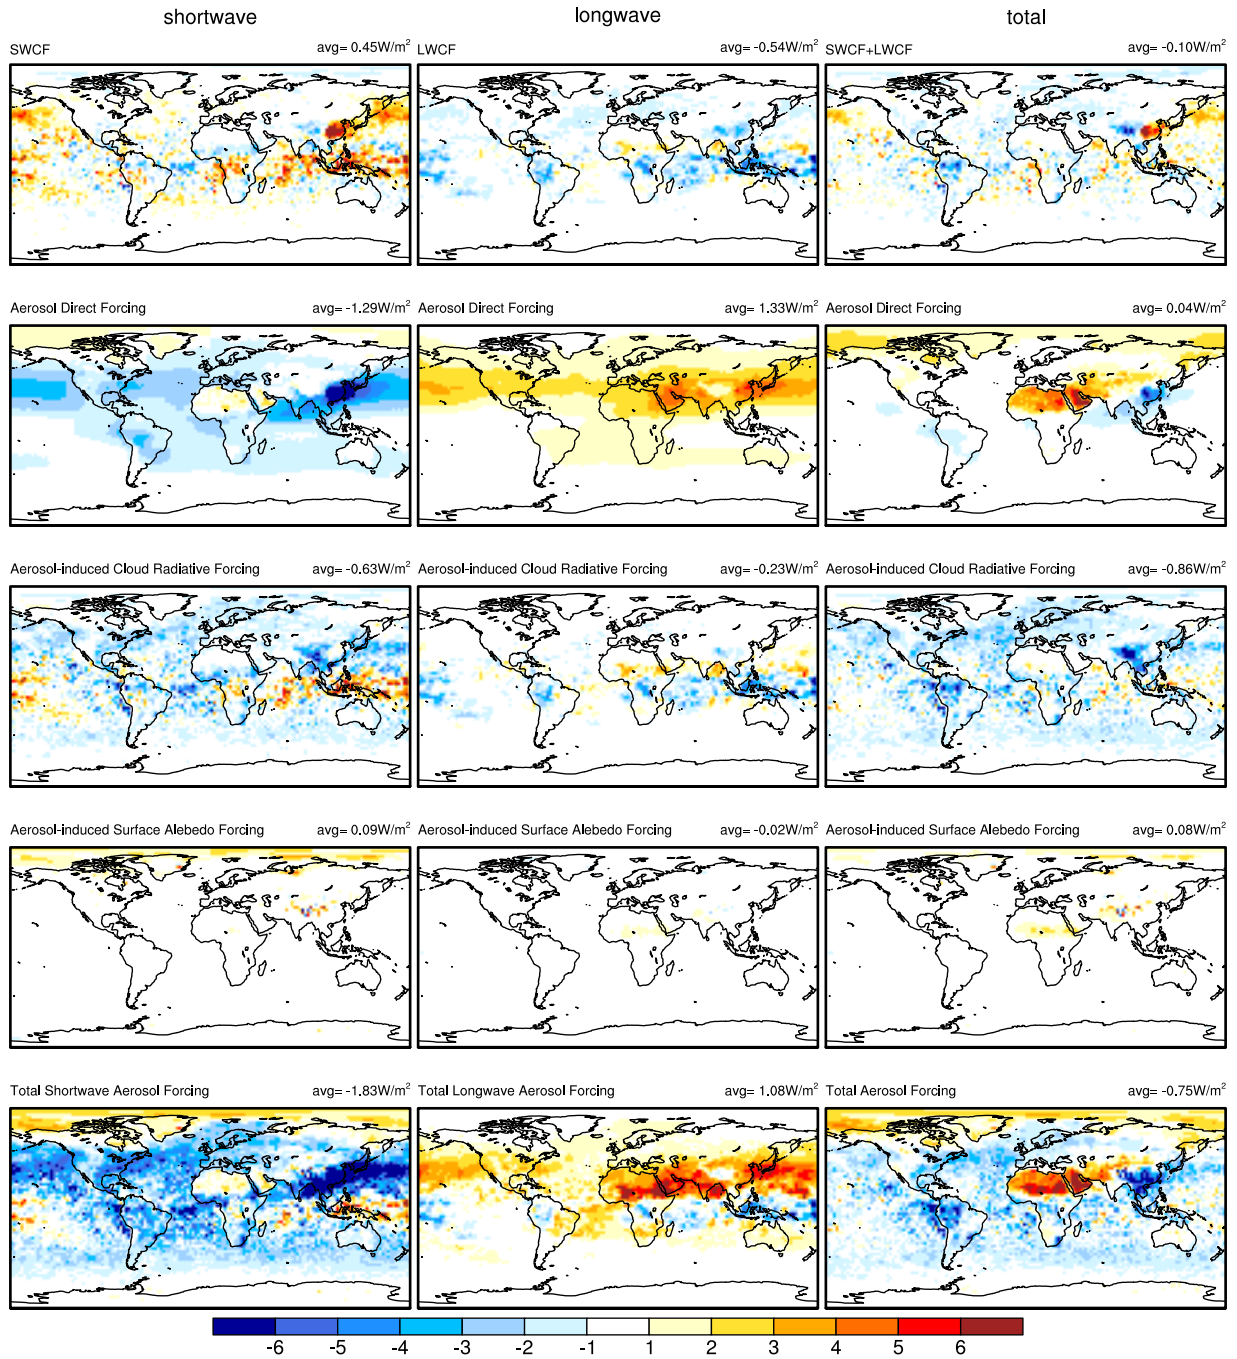 shortwave longwave total
SWCF avg= 0.45W/m² LWCF avg= -0.54W/m² SWCF+LWCF avg= -0.10W/m²
Aerosol Direct Forcing avg= -1.29W/m² Aerosol Direct Forcing avg= 1.33W/m² Aerosol Direct Forcing avg= 0.04W/m²
Aerosol-induced Cloud Radiative Forcing avg= -0.63W/m² Aerosol-induced Cloud Radiative Forcing avg= -0.23W/m² Aerosol-induced Cloud Radiative Forcing avg= -0.86W/m²
Aerosol-induced Surface Alebedo Forcing avg= 0.09W/m² Aerosol-induced Surface Alebedo Forcing avg= -0.02W/m² Aerosol-induced Surface Alebedo Forcing avg= 0.08W/m²
Total Shortwave Aerosol Forcing avg= -1.83W/m² Total Longwave Aerosol Forcing avg= 1.08W/m² Total Aerosol Forcing avg= -0.75W/m²
-6 -5 -4 -3 -2 -1 1 2 3 4 5 6